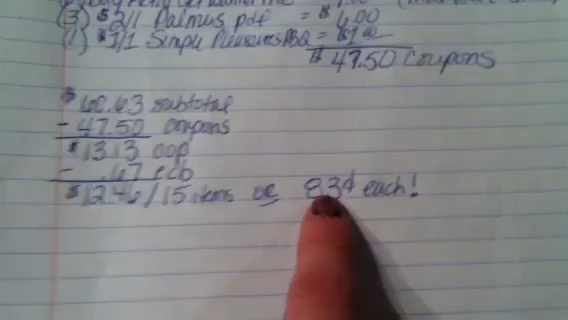 (3) $2/1 Palmus pdf = $ 6.00
(1) $1/1 Simple Pleasures = $1.00
$ 47.50 coupons
$ 60.63 subtotal
- 47.50 coupons
$ 13.13 oop
- .67 ecb
$12.46 / 15 items or 83¢ each!